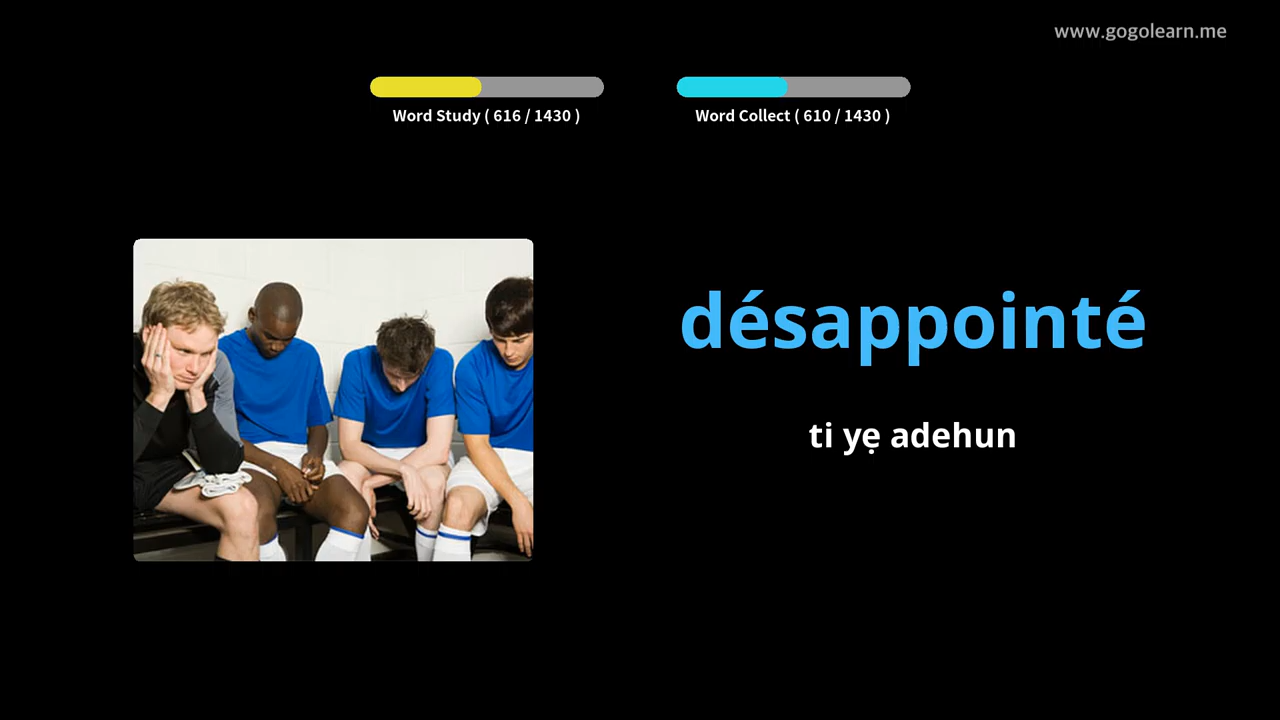 www.gogolearn.me
Word Study ( 616 / 1430 )
Word Collect ( 610 / 1430 )
désappointé
ti yẹ adehun